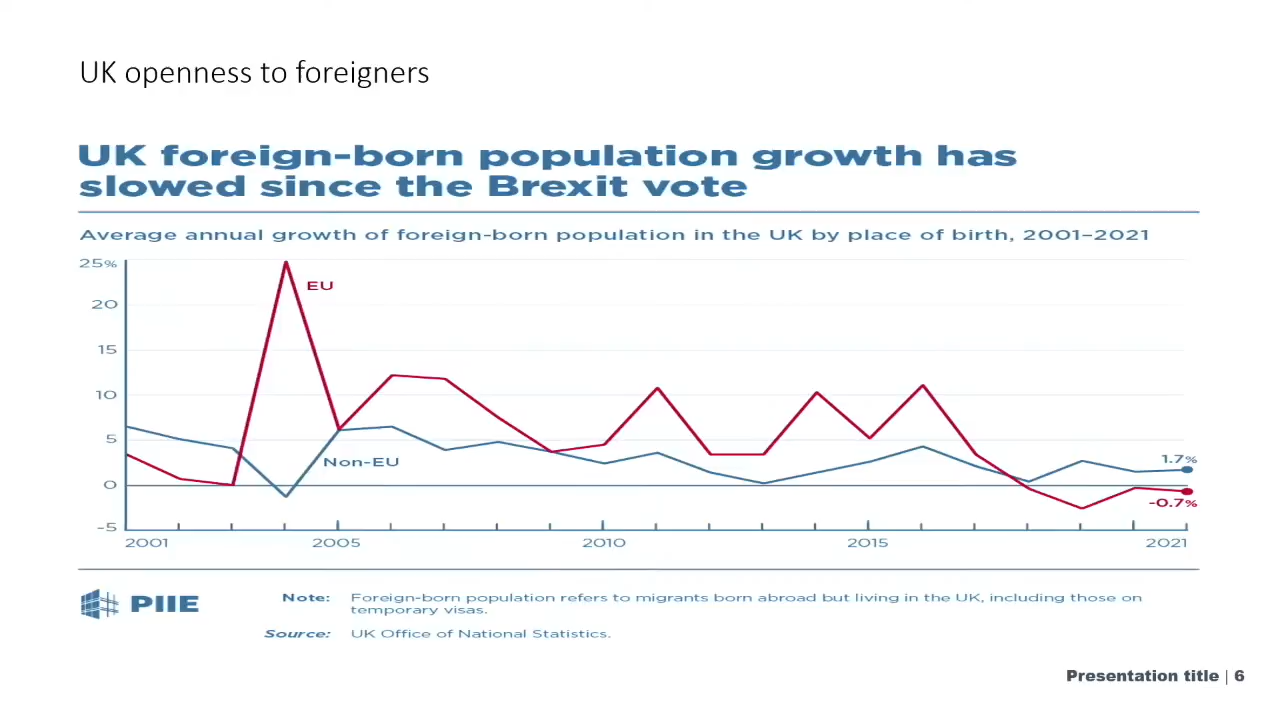 UK openness to foreigners
UK foreign-born population growth has
slowed since the Brexit vote
Average annual growth of foreign-born population in the UK by place of birth, 2001–2021
25%
20
15
10
5
0
-5
EU
Non-EU
1.7%
-0.7%
2001 2005 2010 2015 2021
PIIE
Note: Foreign-born population refers to migrants born abroad but living in the UK, including those on
temporary visas.
Source: UK Office of National Statistics.
Presentation title | 6